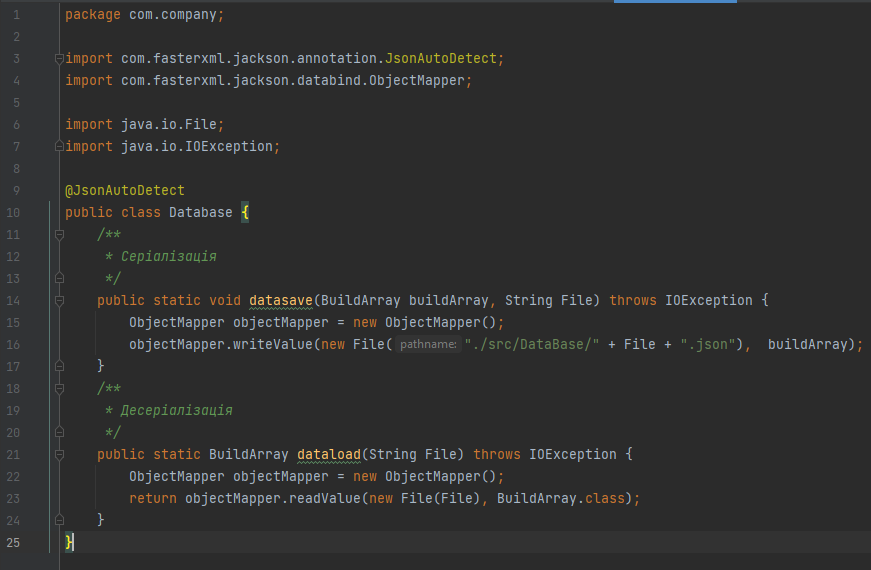 1 package com.company;
2
3 import com.fasterxml.jackson.annotation.JsonAutoDetect;
4 import com.fasterxml.jackson.databind.ObjectMapper;
5
6 import java.io.File;
7 import java.io.IOException;
8
9 @JsonAutoDetect
10 public class Database {
11 /**
12 * Серіалізація
13 */
14 public static void datasave(BuildArray buildArray, String File) throws IOException {
15 ObjectMapper objectMapper = new ObjectMapper();
16 objectMapper.writeValue(new File( pathname: "./src/DataBase/" + File + ".json"), buildArray);
17 }
18 /**
19 * Десеріалізація
20 */
21 public static BuildArray dataload(String File) throws IOException {
22 ObjectMapper objectMapper = new ObjectMapper();
23 return objectMapper.readValue(new File(File), BuildArray.class);
24 }
25 }